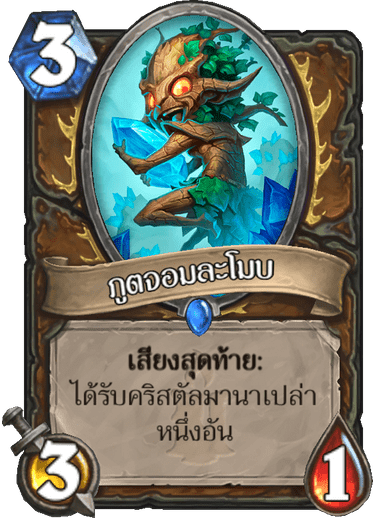 3
ภูตจอมละโมบ
เสียงสุดท้าย:
ได้รับคริสตัลมานาเปล่า
หนึ่งอัน
3
1